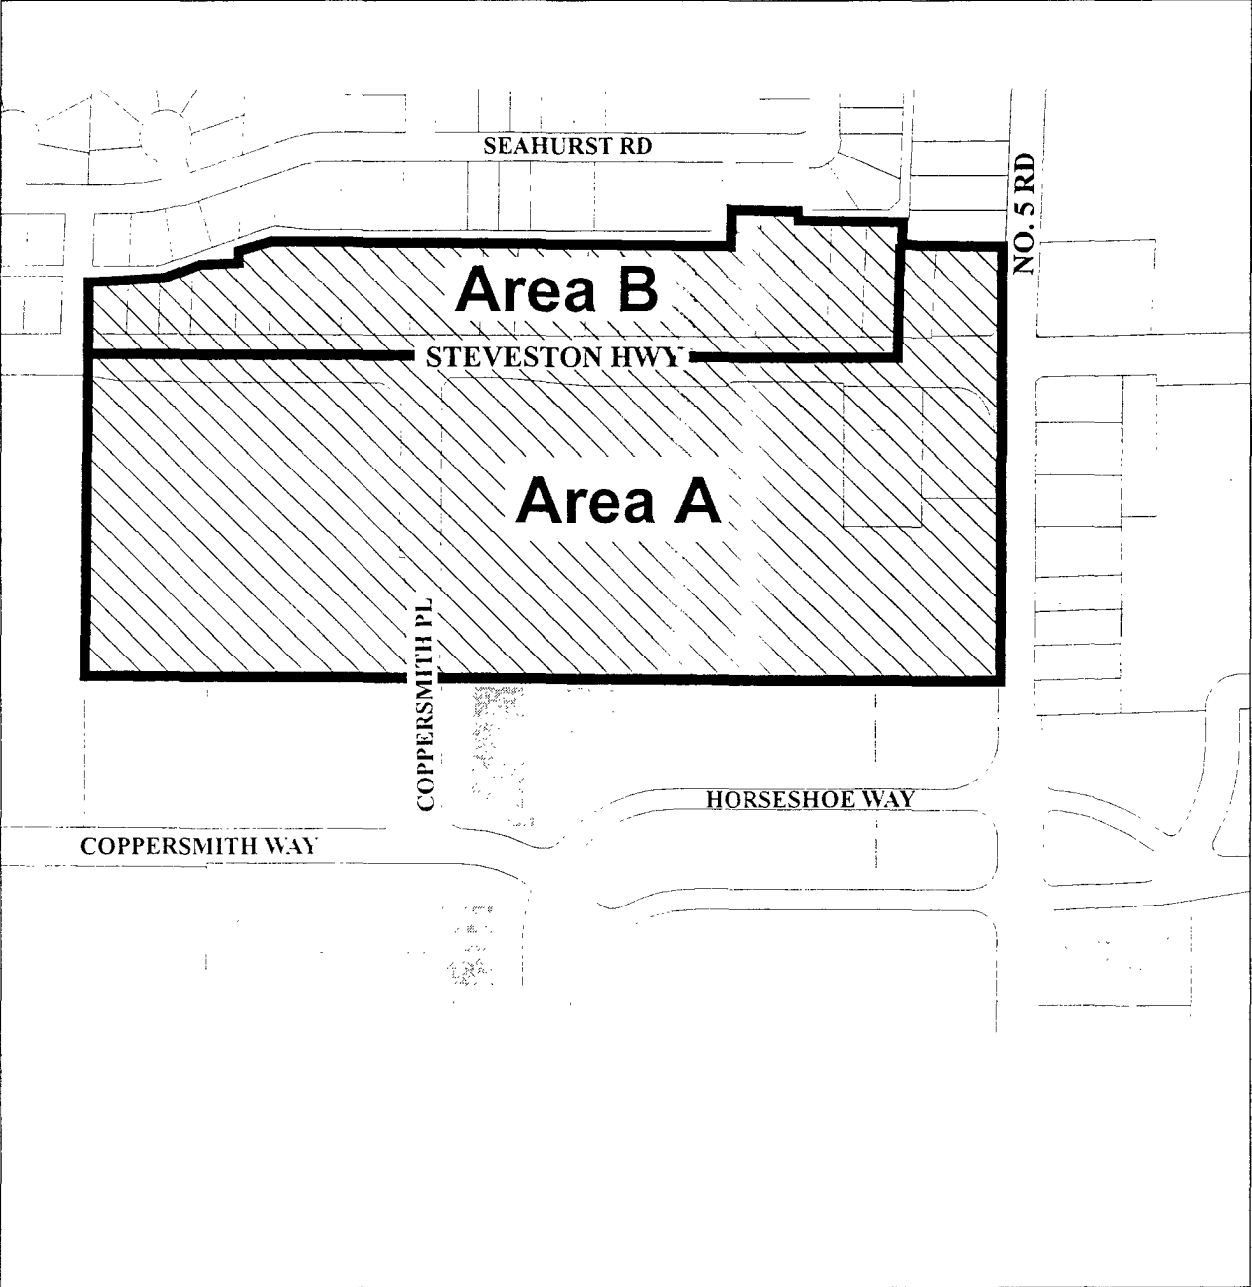 SEAHURST RD
NO. 5 RD
Area B
STEVESTON HWY
Area A
COPPERSMITH PL
HORSESHOE WAY
COPPERSMITH WAY